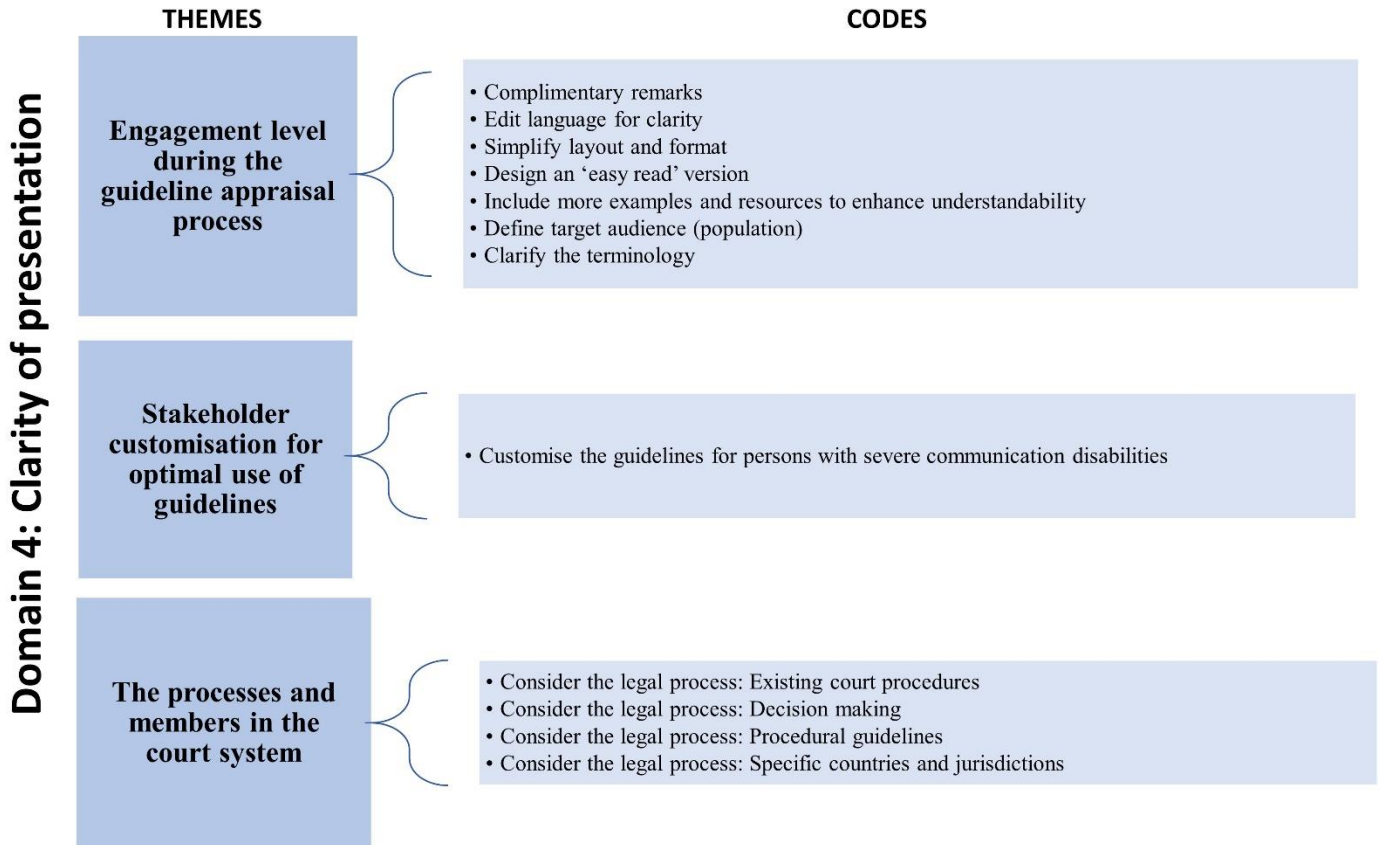 THEMES
CODES
Domain 4: Clarity of presentation
Engagement level
during the
guideline appraisal
process
• Complimentary remarks
• Edit language for clarity
• Simplify layout and format
• Design an ‘easy read’ version
• Include more examples and resources to enhance understandability
• Define target audience (population)
• Clarify the terminology
Stakeholder
customisation for
optimal use of
guidelines
• Customise the guidelines for persons with severe communication disabilities
The processes and
members in the
court system
• Consider the legal process: Existing court procedures
• Consider the legal process: Decision making
• Consider the legal process: Procedural guidelines
• Consider the legal process: Specific countries and jurisdictions